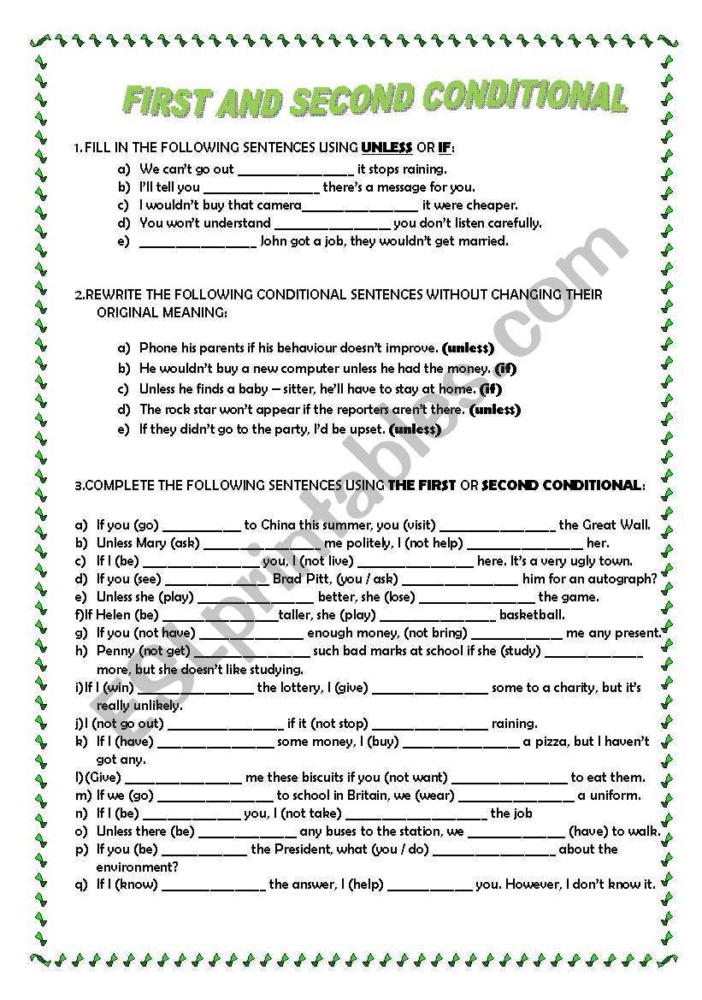 FIRST AND SECOND CONDITIONAL
1.FILL IN THE FOLLOWING SENTENCES USING UNLESS OR IF:
a) We can't go out ________________ it stops raining.
b) I'll tell you ________________ there's a message for you.
c) I wouldn't buy that camera________________ it were cheaper.
d) You won't understand ________________ you don't listen carefully.
e) ________________ John got a job, they wouldn't get married.
2.REWRITE THE FOLLOWING CONDITIONAL SENTENCES WITHOUT CHANGING THEIR
ORIGINAL MEANING:
a) Phone his parents if his behaviour doesn't improve. (unless)
b) He wouldn't buy a new computer unless he had the money. (if)
c) Unless he finds a baby – sitter, he'll have to stay at home. (if)
d) The rock star won't appear if the reporters aren't there. (unless)
e) If they didn't go to the party, I'd be upset. (unless)
3.COMPLETE THE FOLLOWING SENTENCES USING THE FIRST OR SECOND CONDITIONAL:
a) If you (go) ___________ to China this summer, you (visit) ________________ the Great Wall.
b) Unless Mary (ask) ________________ me politely, I (not help) ________________ her.
c) If I (be) ________________ you, I (not live) ________________ here. It's a very ugly town.
d) If you (see) ______________ Brad Pitt, (you / ask) ________________ him for an autograph?
e) Unless she (play) ________________ better, she (lose) ________________ the game.
f)If Helen (be) ________________taller, she (play) ________________ basketball.
g) If you (not have) ______________ enough money, (not bring) _____________ me any present.
h) Penny (not get) ________________ such bad marks at school if she (study) ______________
more, but she doesn't like studying.
i)If I (win) ________________ the lottery, I (give) ________________ some to a charity, but it's
really unlikely.
j)I (not go out) ________________ if it (not stop) ________________ raining.
k) If I (have) ________________ some money, I (buy) ________________ a pizza, but I haven't
got any.
l)(Give) ________________ me these biscuits if you (not want) ________________ to eat them.
m) If we (go) ________________ to school in Britain, we (wear) ________________ a uniform.
n) If I (be) ______________ you, I (not take) ____________________ the job
o) Unless there (be) ______________ any buses to the station, we ______________ (have) to walk.
p) If you (be) ____________ the President, what (you / do) _________________ about the
environment?
q) If I (know) _______________ the answer, I (help) ____________ you. However, I don't know it.
ESLprintables.com